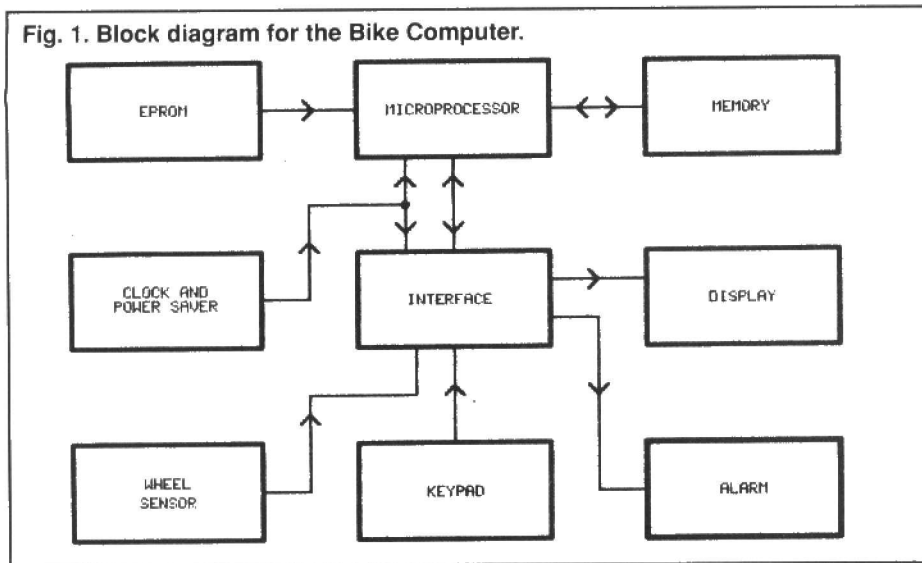 Fig. 1. Block diagram for the Bike Computer.
EPROM
MICROPROCESSOR
MEMORY
CLOCK AND
POWER SAVER
INTERFACE
DISPLAY
WHEEL
SENSOR
KEYPAD
ALARM